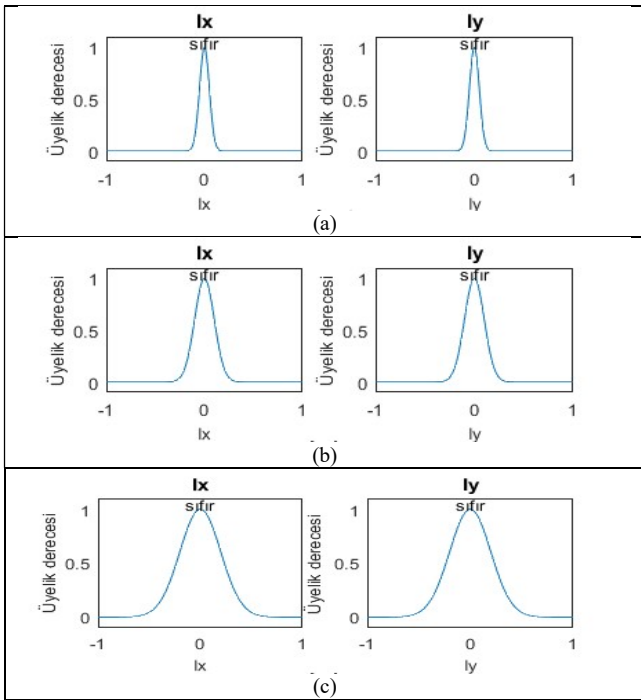 Ix
sıfır
Üyelik derecesi
1
0.5
0
-1
0
1
Ix
Iy
sıfır
Üyelik derecesi
1
0.5
0
-1
0
1
Iy
(a)
Ix
sıfır
Üyelik derecesi
1
0.5
0
-1
0
1
Ix
Iy
sıfır
Üyelik derecesi
1
0.5
0
-1
0
1
Iy
(b)
Ix
sıfır
Üyelik derecesi
1
0.5
0
-1
0
1
Ix
Iy
sıfır
Üyelik derecesi
1
0.5
0
-1
0
1
Iy
(c)